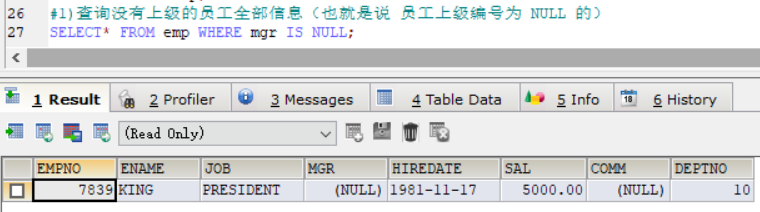 26 #1)查询没有上级的员工全部信息（也就是说 员工上级编号为 NULL 的）
27 SELECT* FROM emp WHERE mgr IS NULL;
1 Result 2 Profiler 3 Messages 4 Table Data 5 Info 18 6 History
(Read Only)
EMPNO ENAME JOB MGR HIREDATE SAL COMM DEPTNO
7839 KING PRESIDENT (NULL) 1981-11-17 5000.00 (NULL) 10